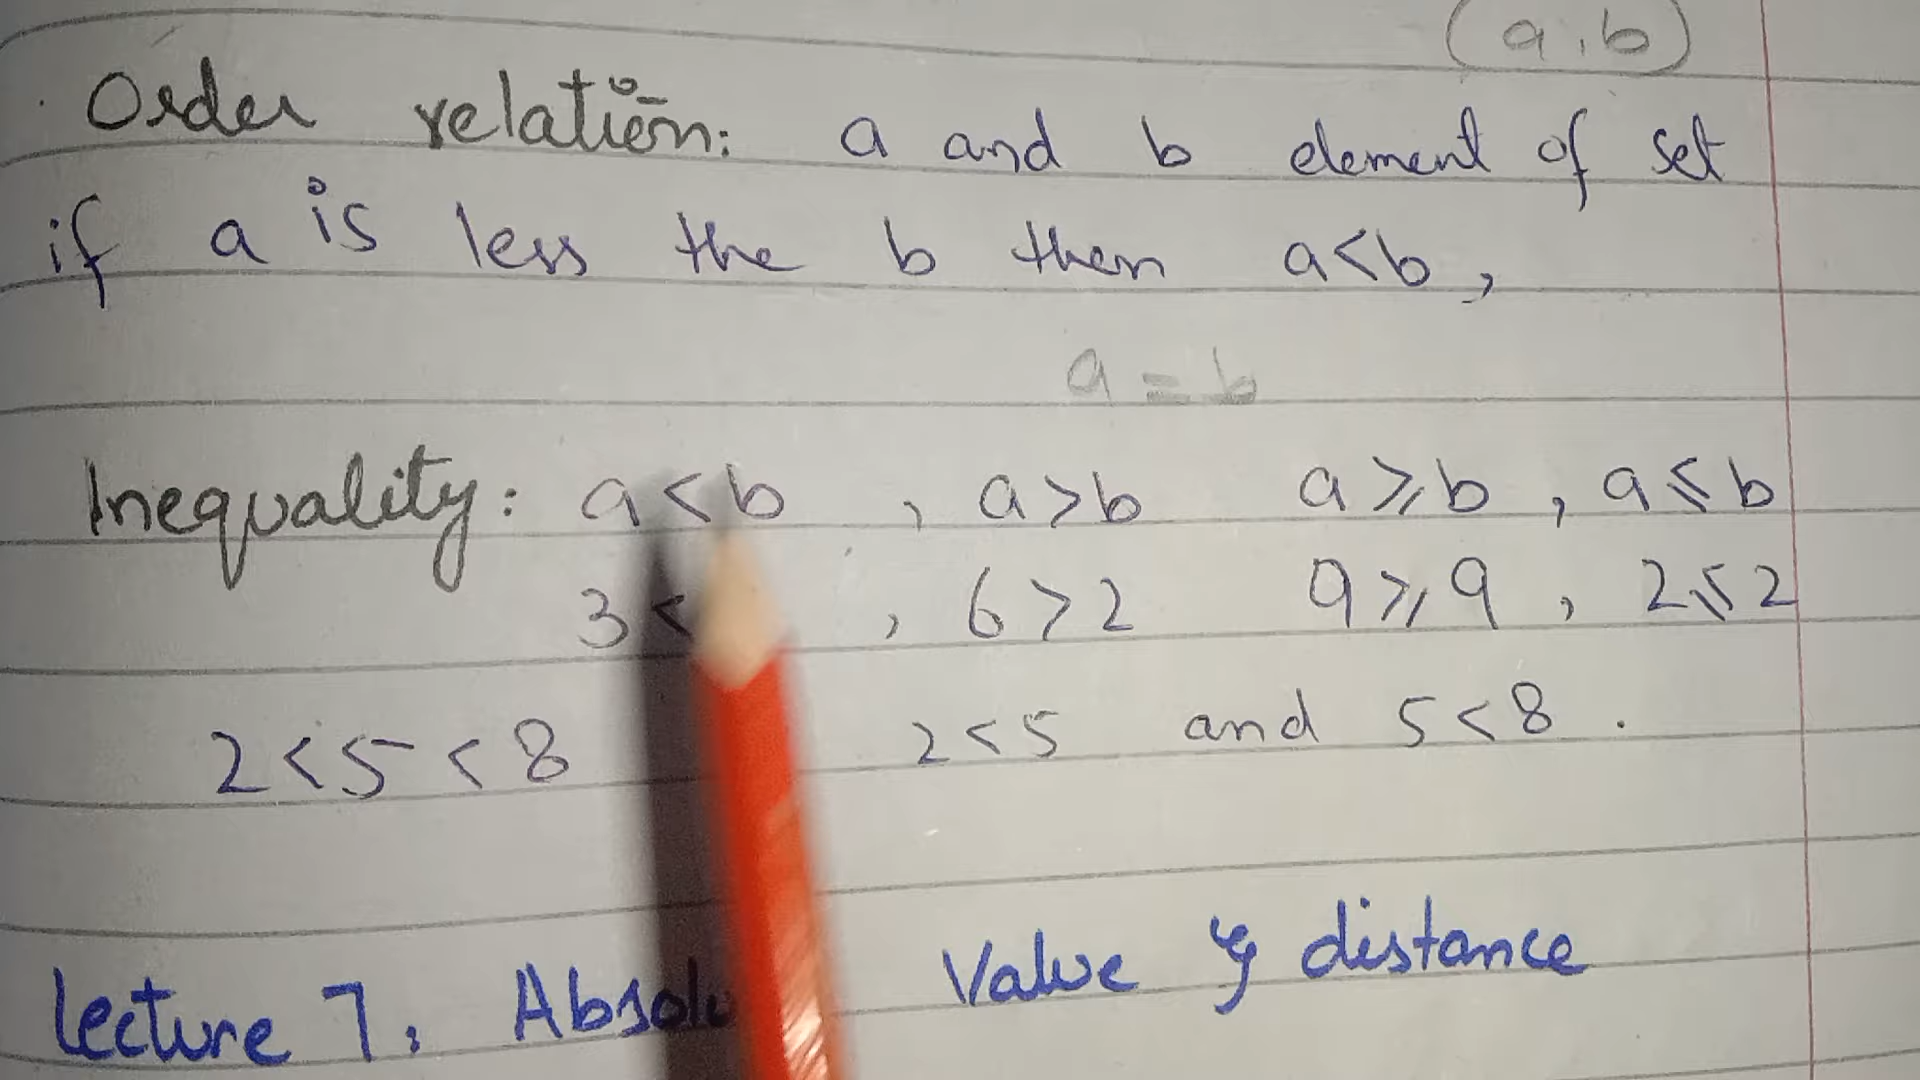 (a,b)
Order relation: a and b element of set
if a is less the b then a<b,
a = b
Inequality: a<b , a>b a⩾b , a⩽b
3< , 6>2 9⩾9 , 2⩽2
2<5<8 2<5 and 5<8 .
Lecture 7, Value & distance